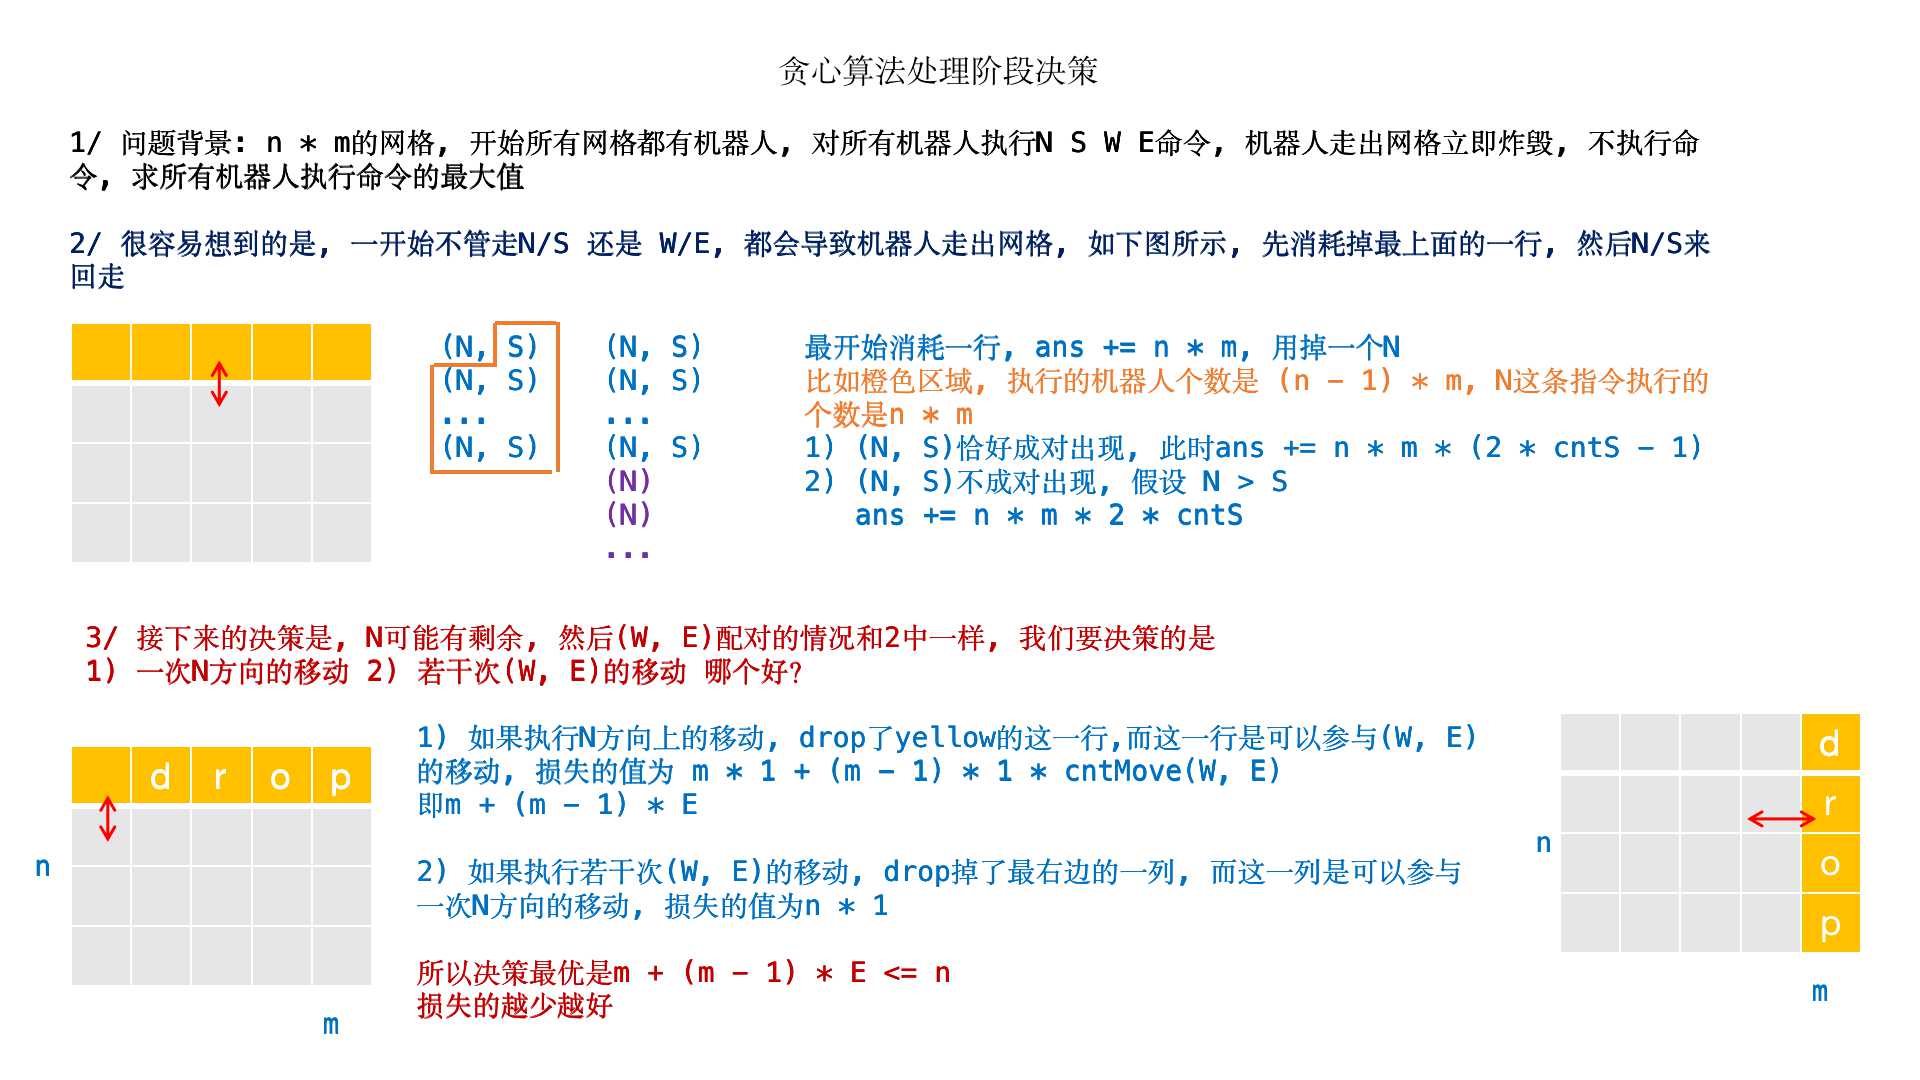 贪心算法处理阶段决策
1/ 问题背景: n * m的网格, 开始所有网格都有机器人, 对所有机器人执行N S W E命令, 机器人走出网格立即炸毁, 不执行命
令, 求所有机器人执行命令的最大值
2/ 很容易想到的是, 一开始不管走N/S 还是 W/E, 都会导致机器人走出网格, 如下图所示, 先消耗掉最上面的一行, 然后N/S来
回走
(N, S)
(N, S)
...
(N, S)
(N, S)
(N, S)
...
(N, S)
(N)
(N)
...
最开始消耗一行, ans += n * m, 用掉一个N
比如橙色区域, 执行的机器人个数是 (n - 1) * m, N这条指令执行的
个数是n * m
1) (N, S)恰好成对出现, 此时ans += n * m * (2 * cntS - 1)
2) (N, S)不成对出现, 假设 N > S
ans += n * m * 2 * cntS
3/ 接下来的决策是, N可能有剩余, 然后(W, E)配对的情况和2中一样, 我们要决策的是
1) 一次N方向的移动 2) 若干次(W, E)的移动 哪个好?
d r o p
n
m
1) 如果执行N方向上的移动, drop了yellow的这一行,而这一行是可以参与(W, E)
的移动, 损失的值为 m * 1 + (m - 1) * 1 * cntMove(W, E)
即m + (m - 1) * E
2) 如果执行若干次(W, E)的移动, drop掉了最右边的一列, 而这一列是可以参与
一次N方向的移动, 损失的值为n * 1
所以决策最优是m + (m - 1) * E <= n
损失的越少越好
d
r
o
p
n
m